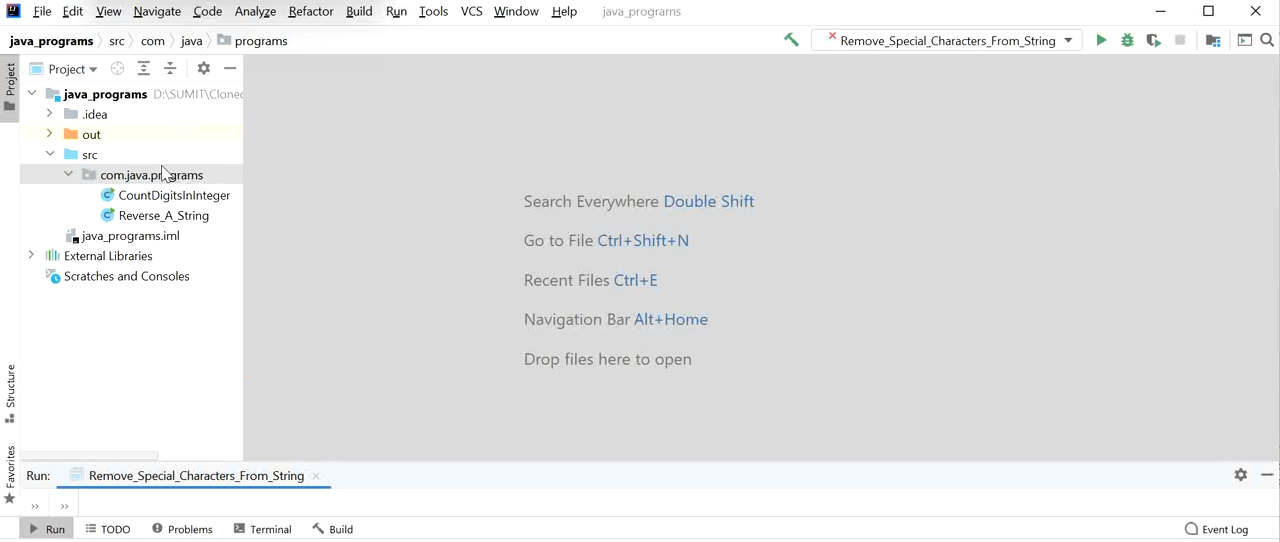 File Edit View Navigate Code Analyze Refactor Build Run Tools VCS Window Help java_programs
java_programs src com java programs
Remove_Special_Characters_From_String
Project
java_programs D:\SUMIT\Cloned
.idea
out
src
com.java.programs
CountDigitsInInteger
Reverse_A_String
java_programs.iml
External Libraries
Scratches and Consoles
Project
Structure
Favorites
Search Everywhere Double Shift
Go to File Ctrl+Shift+N
Recent Files Ctrl+E
Navigation Bar Alt+Home
Drop files here to open
Run: Remove_Special_Characters_From_String
Run TODO Problems Terminal Build Event Log